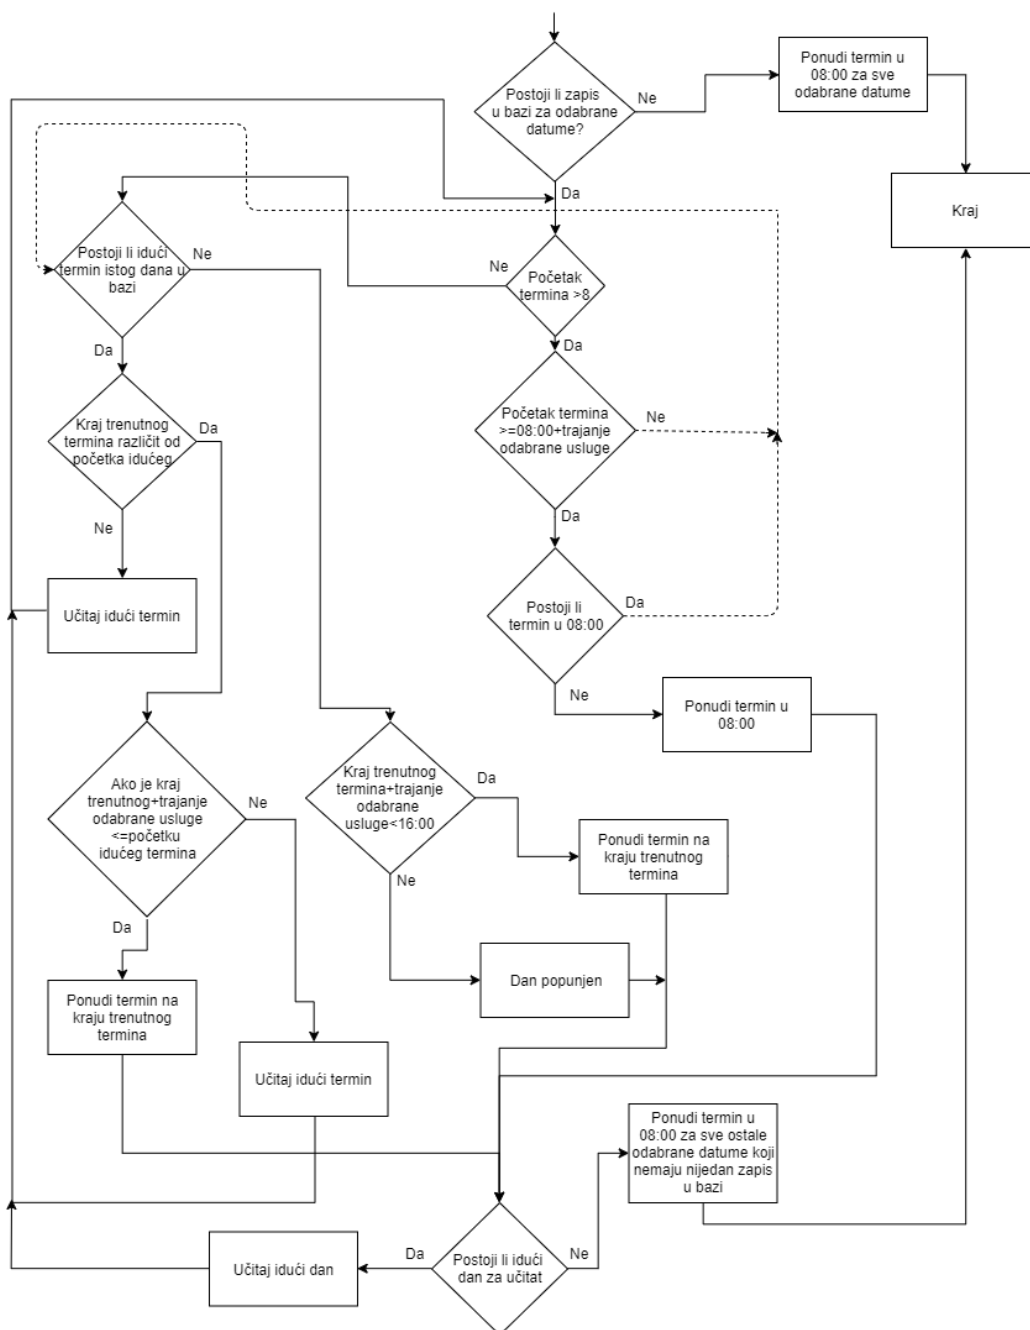 Postoji li zapis
u bazi za odabrane
datume?
Ne
Ponudi termin u
08:00 za sve
odabrane datume
Da
Kraj
Postoji li idući
termin istog dana u
bazi
Ne
Ne
Početak
termina >8
Da
Da
Kraj trenutnog
termina različit od
početka idućeg
Da
Početak termina
>=08:00+trajanje
odabrane usluge
Ne
Ne
Da
Učitaj idući termin
Postoji li
termin u 08:00
Da
Ne
Ponudi termin u
08:00
Ako je kraj
trenutnog+trajanje
odabrane usluge
<=početku
idućeg termina
Ne
Kraj trenutnog
termina+trajanje
odabrane
usluge<16:00
Da
Ponudi termin na
kraju trenutnog
termina
Ne
Da
Dan popunjen
Ponudi termin na
kraju trenutnog
termina
Učitaj idući termin
Ponudi termin u
08:00 za sve ostale
odabrane datume koji
nemaju nijedan zapis
u bazi
Učitaj idući dan
Da
Postoji li idući
dan za učitat
Ne